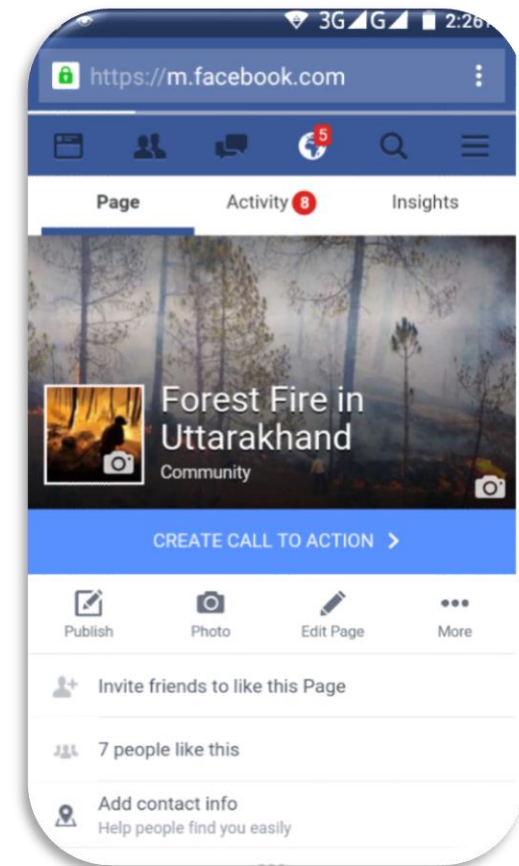 3G G 2:26
https://m.facebook.com
5
Page Activity 8 Insights
Forest Fire in
Uttarakhand
Community
CREATE CALL TO ACTION >
Publish Photo Edit Page More
Invite friends to like this Page
7 people like this
Add contact info
Help people find you easily